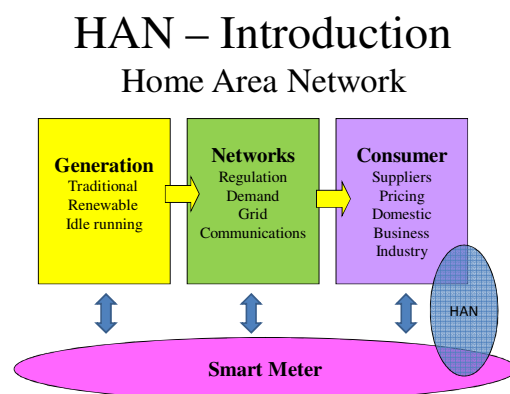 HAN – Introduction
Home Area Network
Generation
Traditional
Renewable
Idle running
Networks
Regulation
Demand
Grid
Communications
Consumer
Suppliers
Pricing
Domestic
Business
Industry
HAN
Smart Meter